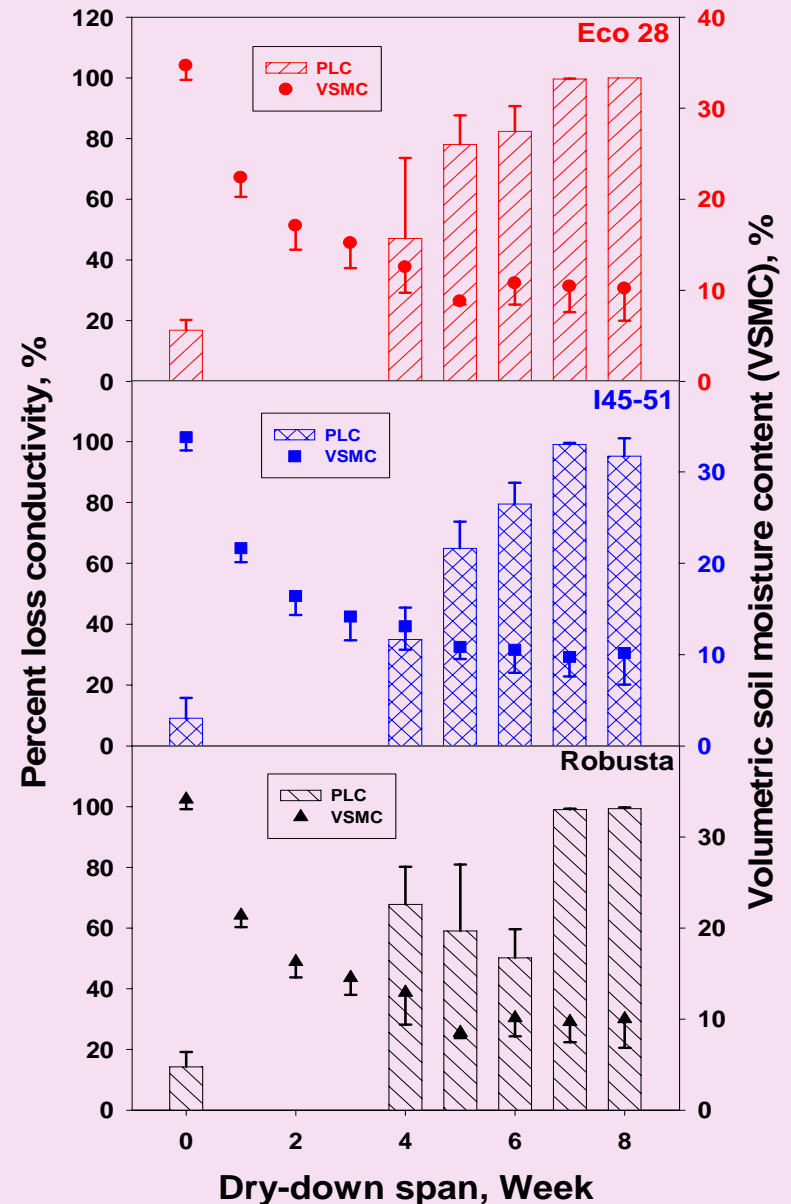 Percent loss conductivity, %
Volumetric soil moisture content (VSMC), %
Eco 28
PLC
VSMC
120
100
80
60
40
20
0
40
30
20
10
0
I45-51
PLC
VSMC
100
80
60
40
20
0
30
20
10
0
Robusta
PLC
VSMC
100
80
60
40
20
0
30
20
10
0
0 2 4 6 8
Dry-down span, Week